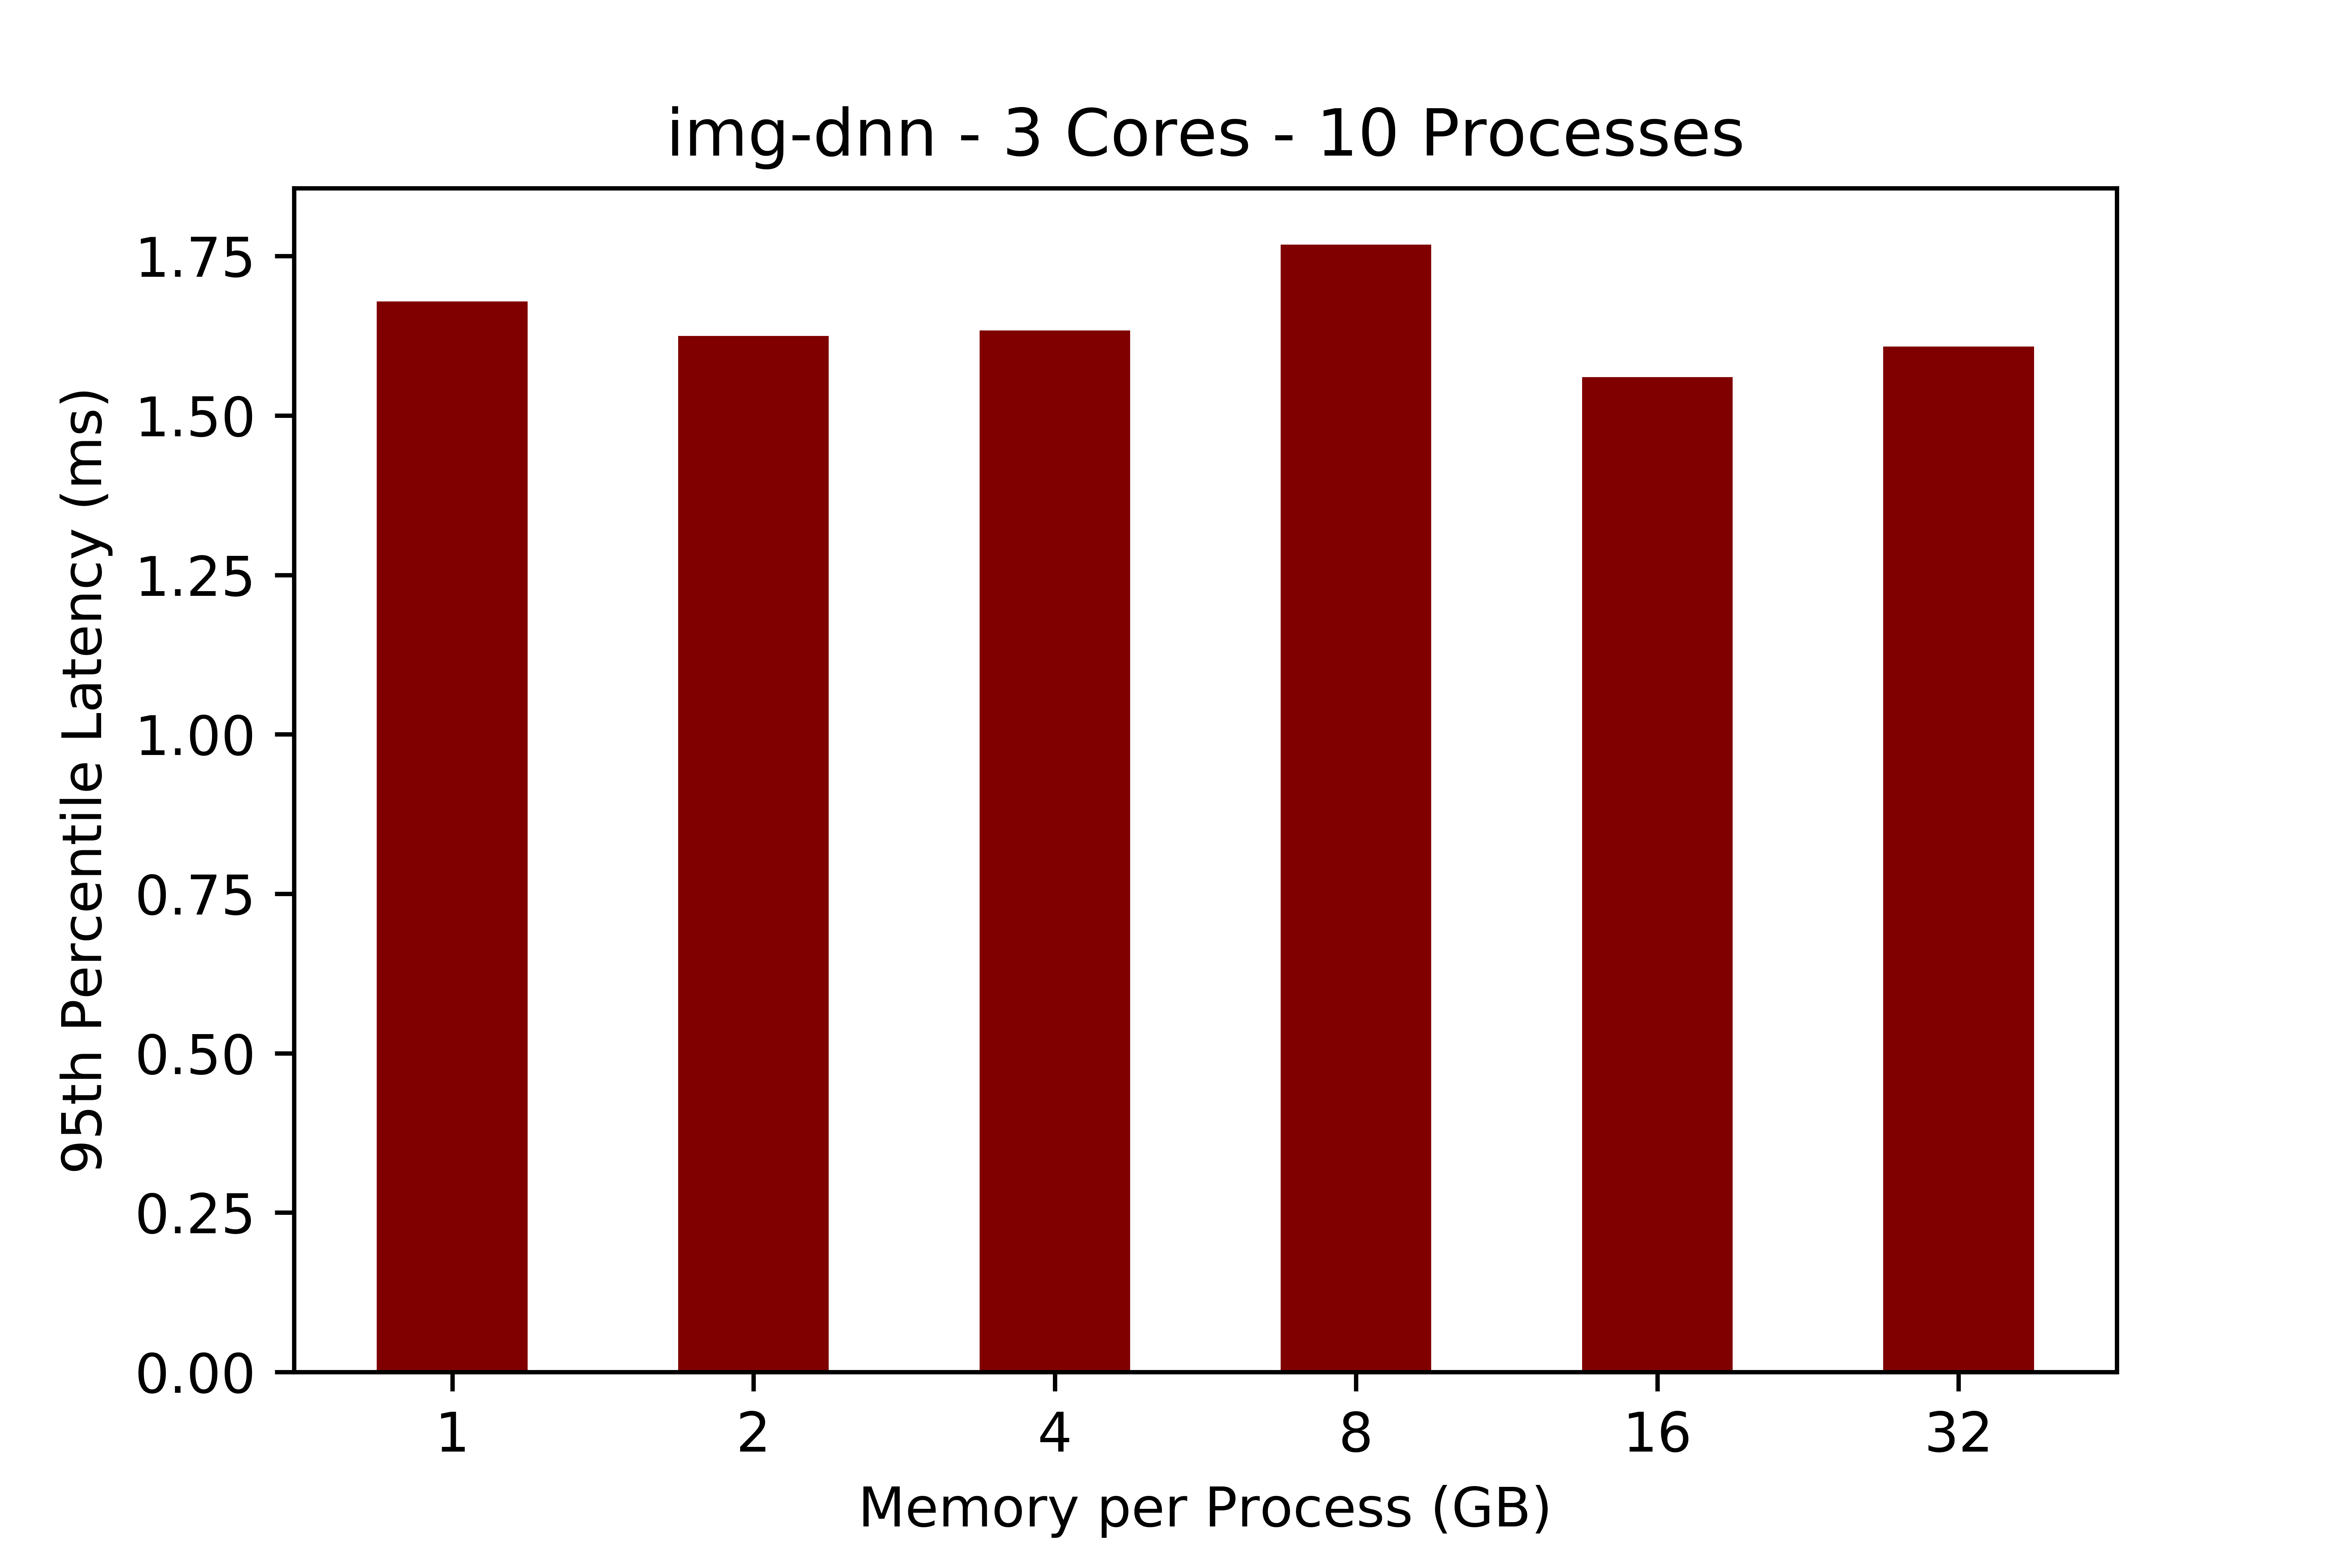 img-dnn - 3 Cores - 10 Processes
95th Percentile Latency (ms)
1.75
1.50
1.25
1.00
0.75
0.50
0.25
0.00
1 2 4 8 16 32
Memory per Process (GB)